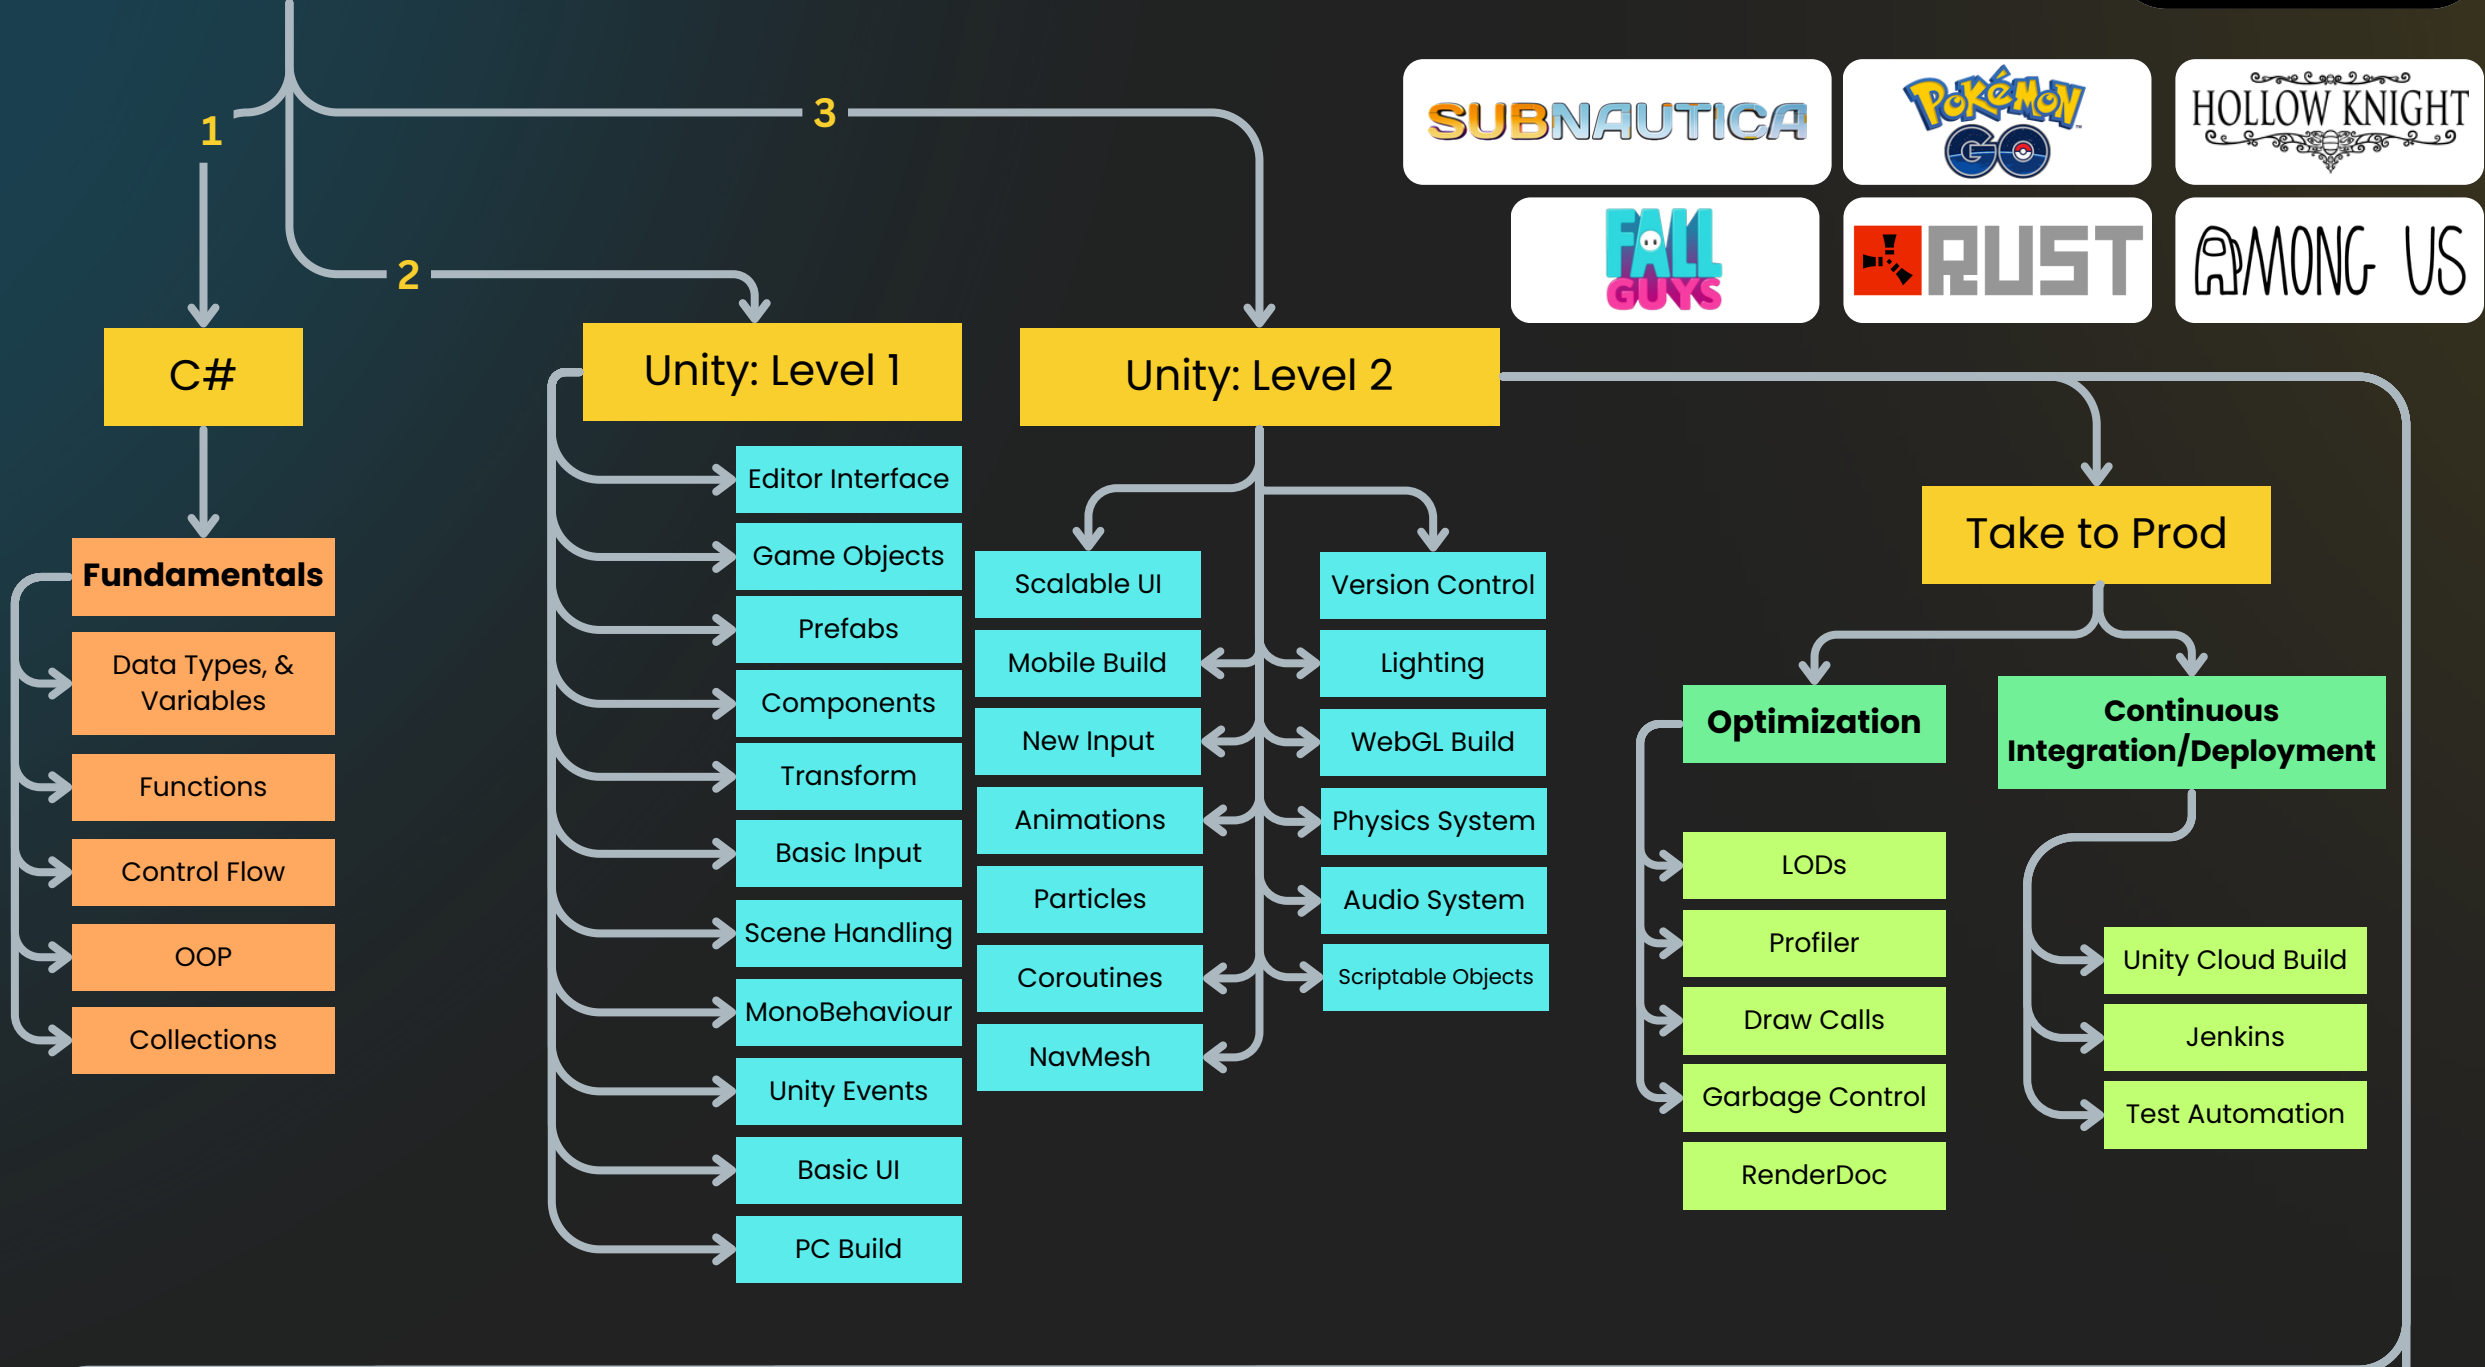 1
3
2
SUBNAUTICA
POKéMON
GO
HOLLOW KNIGHT
FALL
GUYS
RUST
AMONG US
C#
Fundamentals
Data Types, &
Variables
Functions
Control Flow
OOP
Collections
Unity: Level 1
Editor Interface
Game Objects
Prefabs
Components
Transform
Basic Input
Scene Handling
MonoBehaviour
Unity Events
Basic UI
PC Build
Unity: Level 2
Scalable UI
Mobile Build
New Input
Animations
Particles
Coroutines
NavMesh
Version Control
Lighting
WebGL Build
Physics System
Audio System
Scriptable Objects
Take to Prod
Optimization
LODs
Profiler
Draw Calls
Garbage Control
RenderDoc
Continuous
Integration/Deployment
Unity Cloud Build
Jenkins
Test Automation